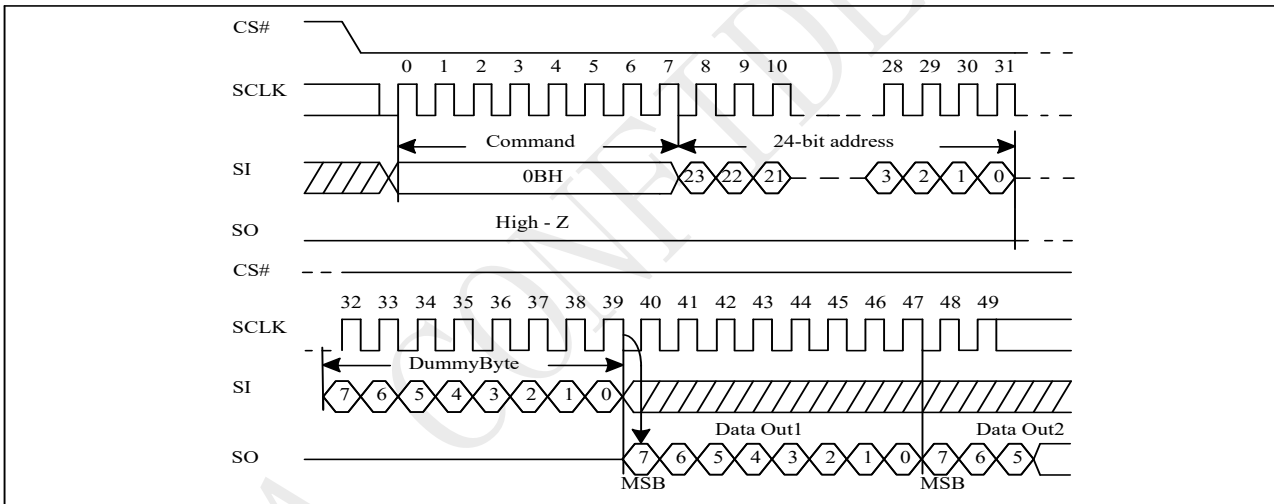 CS#
0 1 2 3 4 5 6 7 8 9 10 28 29 30 31
SCLK
Command 24-bit address
SI 0BH 23 22 21 3 2 1 0
High - Z
SO
CS#
32 33 34 35 36 37 38 39 40 41 42 43 44 45 46 47 48 49
SCLK
DummyByte
SI 7 6 5 4 3 2 1 0
Data Out1 Data Out2
SO 7 6 5 4 3 2 1 0 7 6 5
MSB MSB